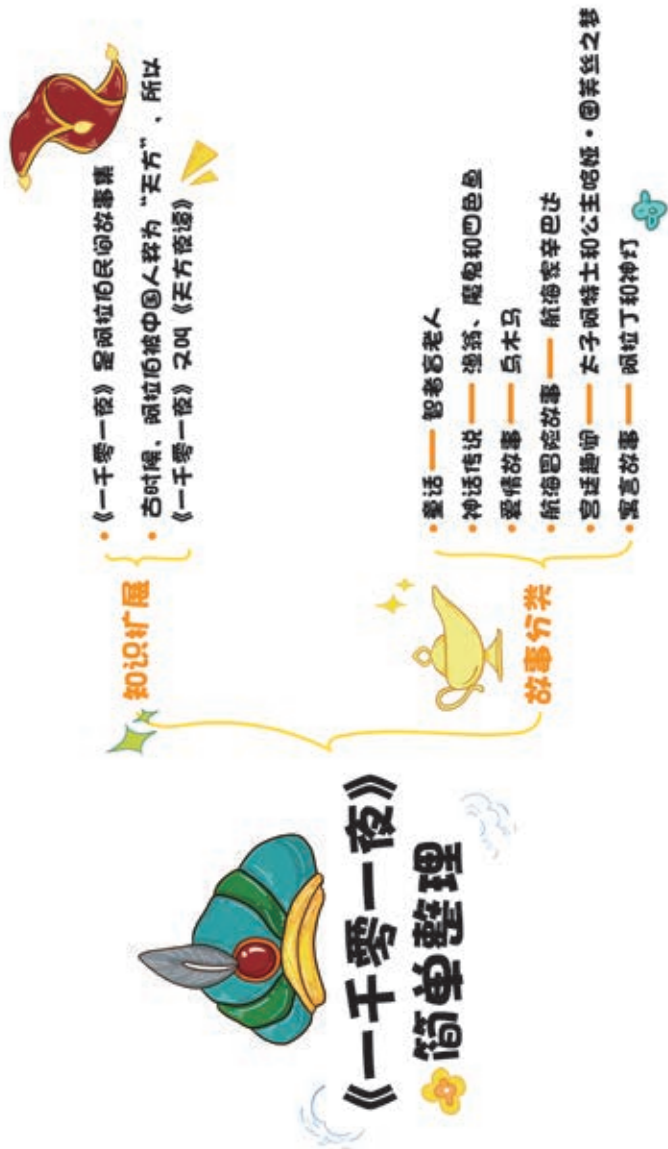 《一千零一夜》
简单整理
知识扩展
• 《一千零一夜》是阿拉伯民间故事集
• 古时候，阿拉伯被中国人称为“天方”，所以
《一千零一夜》又叫《天方夜谭》
故事分类
• 童话——智者盲老人
• 神话传说——渔翁、魔鬼和四色鱼
• 爱情故事——乌木马
• 航海冒险故事——航海家辛巴达
• 宫廷趣闻——太子阿特士和公主哈娅·图芙丝之梦
• 寓言故事——阿拉丁和神灯